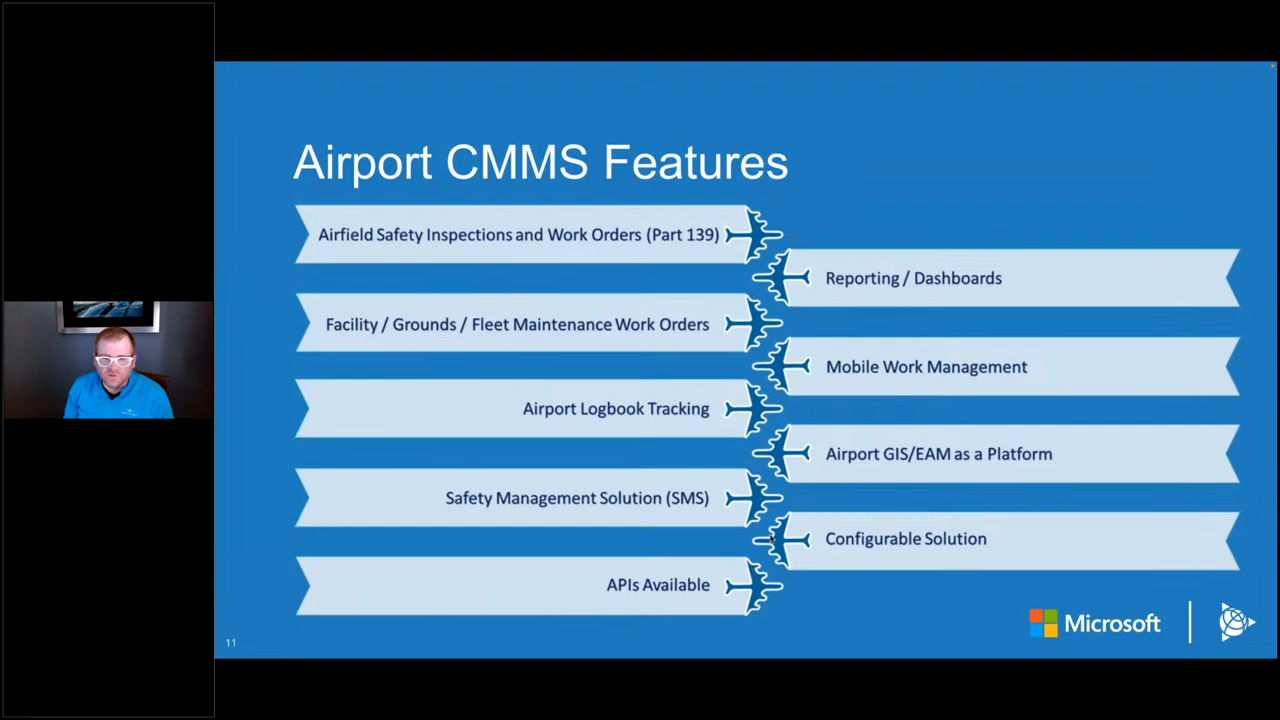 Airport CMMS Features
Airfield Safety Inspections and Work Orders (Part 139)
Reporting / Dashboards
Facility / Grounds / Fleet Maintenance Work Orders
Mobile Work Management
Airport Logbook Tracking
Airport GIS/EAM as a Platform
Safety Management Solution (SMS)
Configurable Solution
APIs Available
Microsoft
11